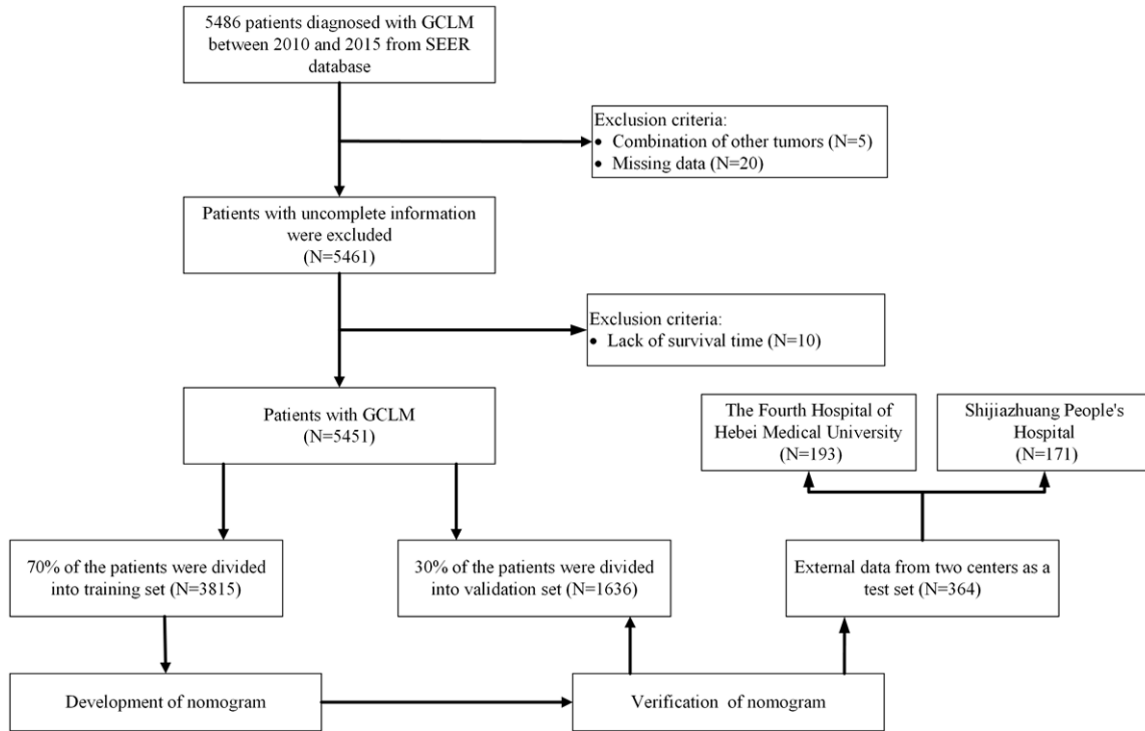 5486 patients diagnosed with GCLM
between 2010 and 2015 from SEER
database
Exclusion criteria:
• Combination of other tumors (N=5)
• Missing data (N=20)
Patients with uncomplete information
were excluded
(N=5461)
Exclusion criteria:
• Lack of survival time (N=10)
Patients with GCLM
(N=5451)
The Fourth Hospital of
Hebei Medical University
(N=193)
Shijiazhuang People's
Hospital
(N=171)
70% of the patients were divided
into training set (N=3815)
30% of the patients were divided
into validation set (N=1636)
External data from two centers as a
test set (N=364)
Development of nomogram
Verification of nomogram